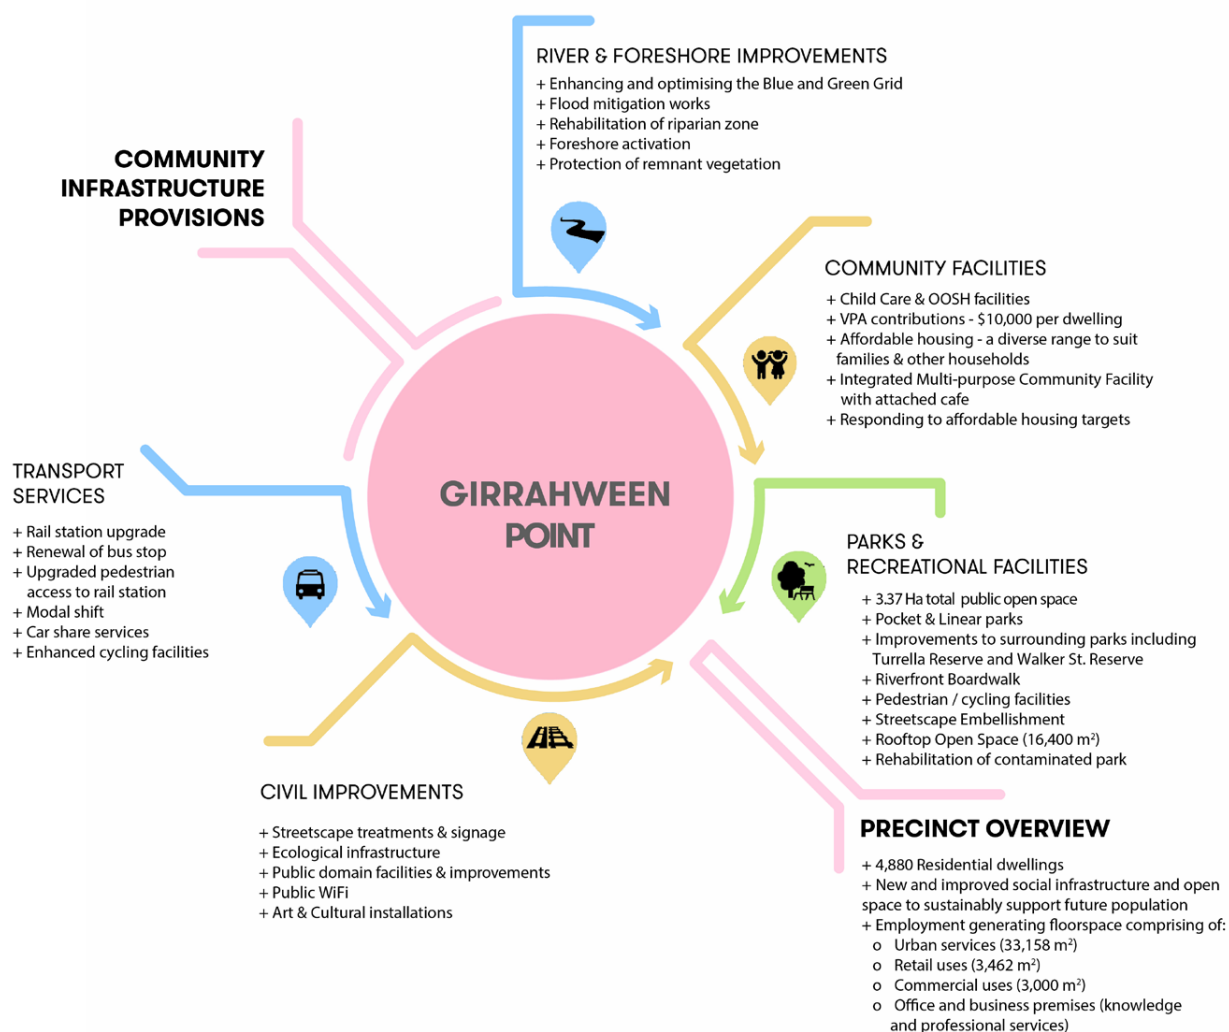 COMMUNITY
INFRASTRUCTURE
PROVISIONS
RIVER & FORESHORE IMPROVEMENTS
+ Enhancing and optimising the Blue and Green Grid
+ Flood mitigation works
+ Rehabilitation of riparian zone
+ Foreshore activation
+ Protection of remnant vegetation
COMMUNITY FACILITIES
+ Child Care & OOSH facilities
+ VPA contributions - $10,000 per dwelling
+ Affordable housing - a diverse range to suit
families & other households
+ Integrated Multi-purpose Community Facility
with attached cafe
+ Responding to affordable housing targets
GIRRAHWEEN
POINT
TRANSPORT
SERVICES
+ Rail station upgrade
+ Renewal of bus stop
+ Upgraded pedestrian
access to rail station
+ Modal shift
+ Car share services
+ Enhanced cycling facilities
PARKS &
RECREATIONAL FACILITIES
+ 3.37 Ha total public open space
+ Pocket & Linear parks
+ Improvements to surrounding parks including
Turrella Reserve and Walker St. Reserve
+ Riverfront Boardwalk
+ Pedestrian / cycling facilities
+ Streetscape Embellishment
+ Rooftop Open Space (16,400 m²)
+ Rehabilitation of contaminated park
CIVIL IMPROVEMENTS
+ Streetscape treatments & signage
+ Ecological infrastructure
+ Public domain facilities & improvements
+ Public WiFi
+ Art & Cultural installations
PRECINCT OVERVIEW
+ 4,880 Residential dwellings
+ New and improved social infrastructure and open
space to sustainably support future population
+ Employment generating floorspace comprising of:
o Urban services (33,158 m²)
o Retail uses (3,462 m²)
o Commercial uses (3,000 m²)
o Office and business premises (knowledge
and professional services)